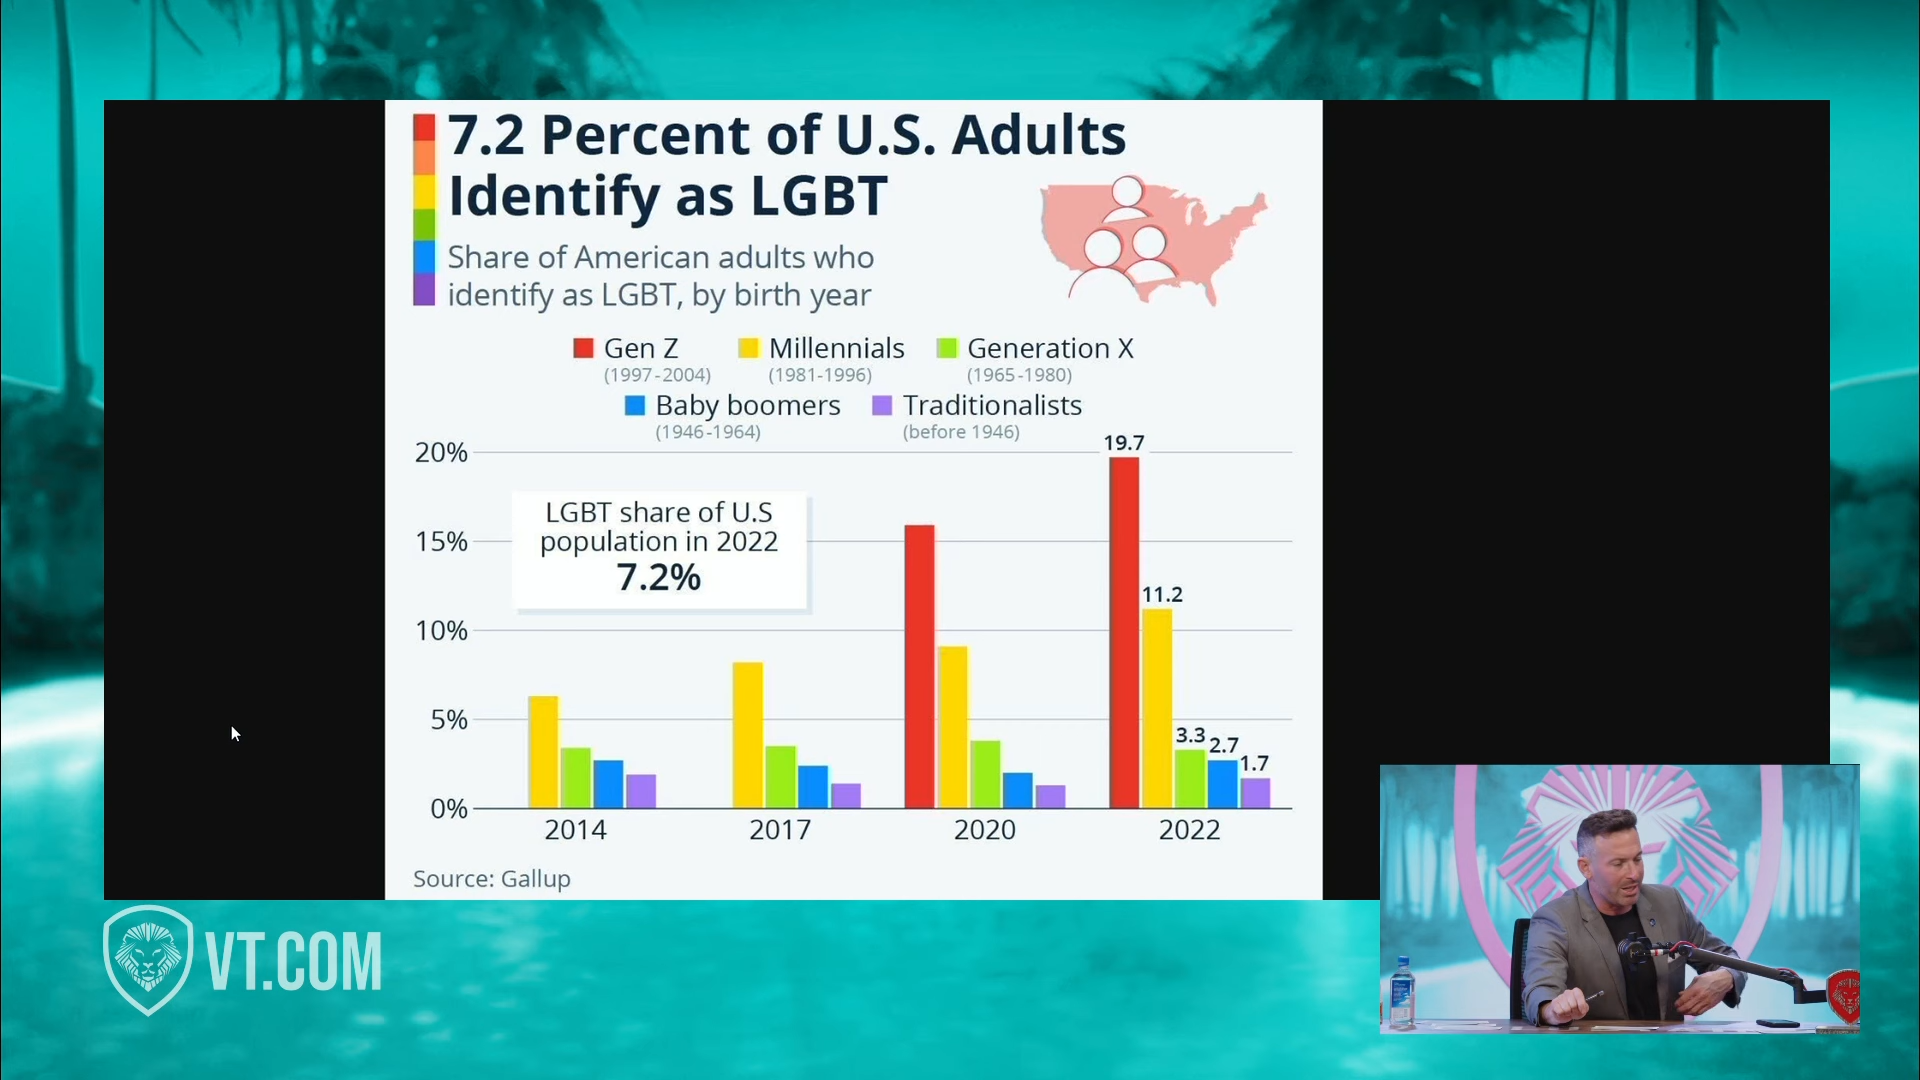 7.2 Percent of U.S. Adults
Identify as LGBT
Share of American adults who
identify as LGBT, by birth year
Gen Z
(1997-2004)
Millennials
(1981-1996)
Generation X
(1965-1980)
Baby boomers
(1946-1964)
Traditionalists
(before 1946)
20%
15%
10%
5%
0%
LGBT share of U.S
population in 2022
7.2%
19.7
11.2
3.3
2.7
1.7
2014
2017
2020
2022
Source: Gallup
VT.COM